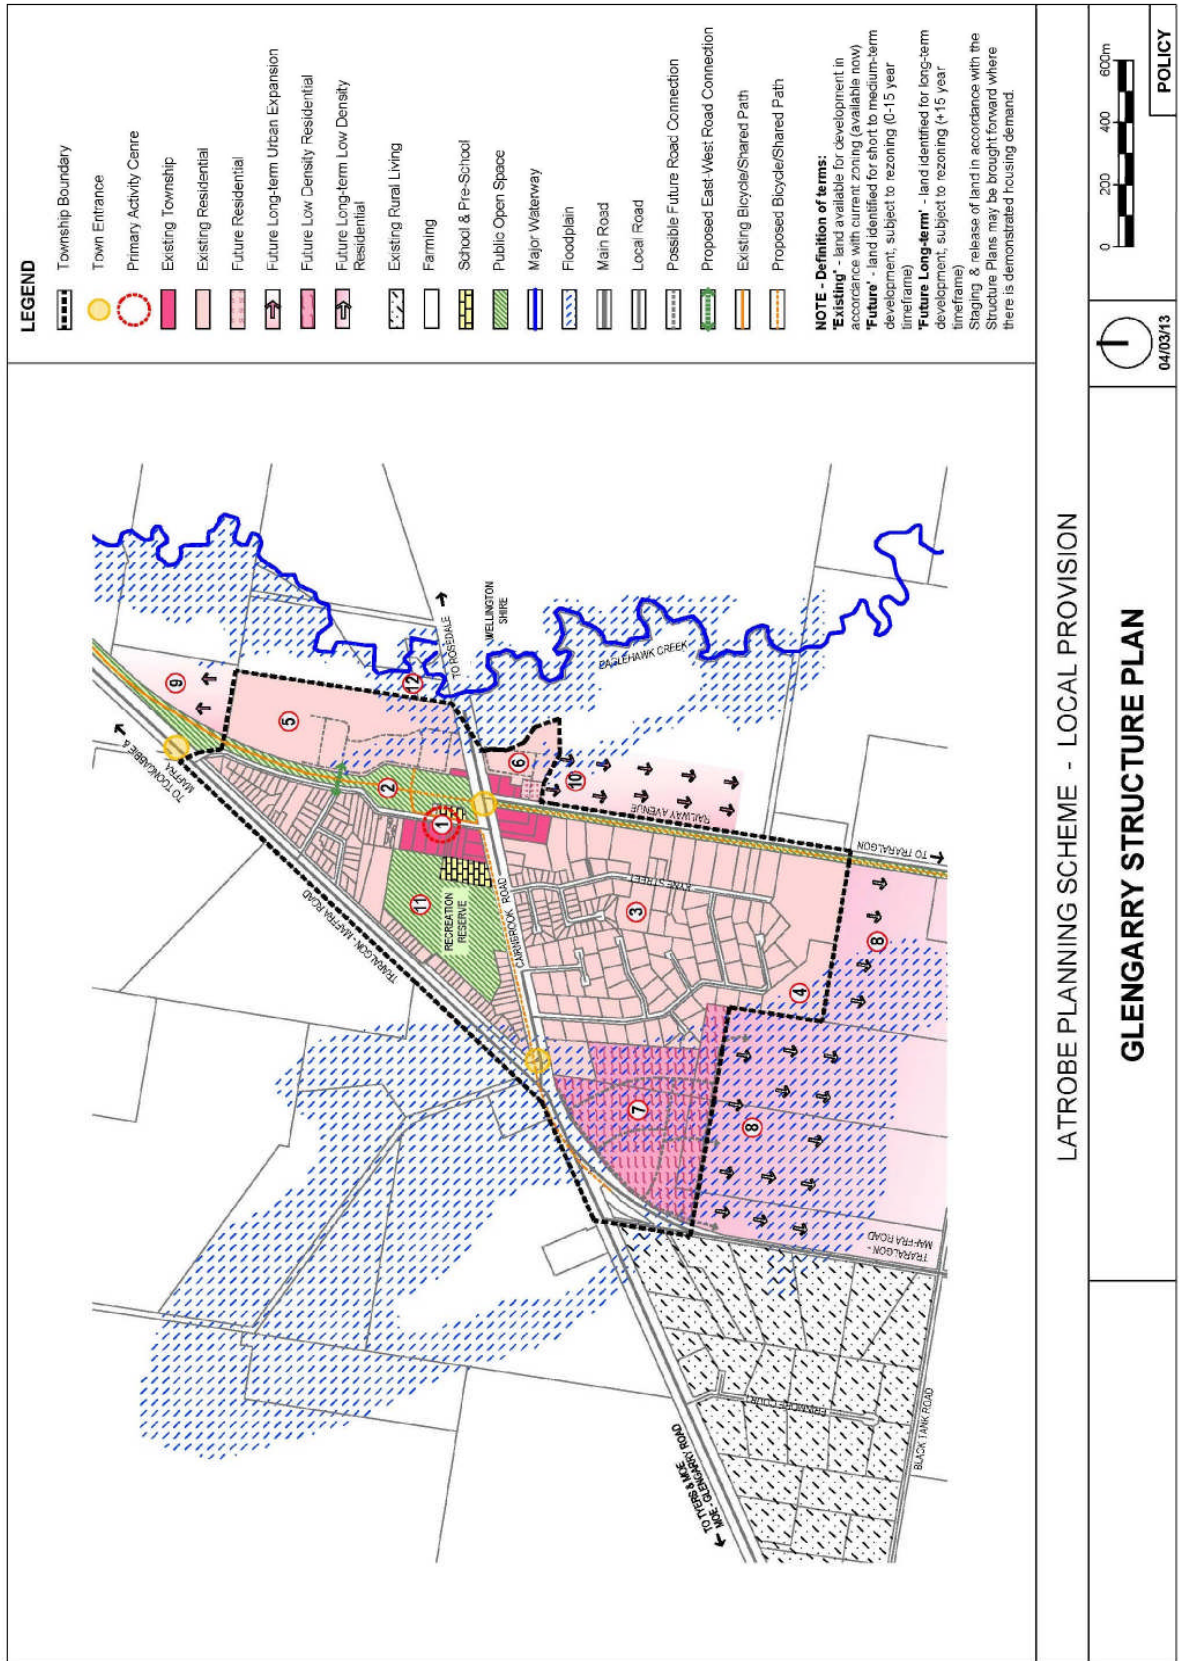 LEGEND
Township Boundary
Town Entrance
Primary Activity Cenre
Existing Township
Existing Residential
Future Residential
Future Long-term Urban Expansion
Future Low Density Residential
Future Long-term Low Density
Residential
Existing Rural Living
Farming
School & Pre-School
Public Open Space
Major Waterway
Floodplain
Main Road
Local Road
Possible Future Road Connection
Proposed East-West Road Connection
Existing Bicycle/Shared Path
Proposed Bicycle/Shared Path
NOTE - Definition of terms:
'Existing' - land available for development in
accordance with current zoning (available now)
'Future' - land identified for short to medium-term
development, subject to rezoning (0-15 year
timeframe)
'Future Long-term' - land identified for long-term
development, subject to rezoning (+15 year
timeframe)
Staging & release of land in accordance with the
Structure Plans may be brought forward where
there is demonstrated housing demand.
TO TOONGABBIE &
MAFFRA
9
5
12
TO ROSEDALE
WELLINGTON
SHIRE
EAGLEHAWK CREEK
2
1
6
10
RAILWAY AVENUE
TO TRARALGON
TRARALGON - MAFFRA ROAD
11
RECREATION
RESERVE
CAIRNBROOK ROAD
KYNE STREET
3
4
8
7
8
TRARALGON -
MAFFRA ROAD
TO TYERS & MOE
MOE - GLENGARRY ROAD
BLACK TANK ROAD
LATROBE PLANNING SCHEME - LOCAL PROVISION
GLENGARRY STRUCTURE PLAN
04/03/13
0 200 400 600m
POLICY